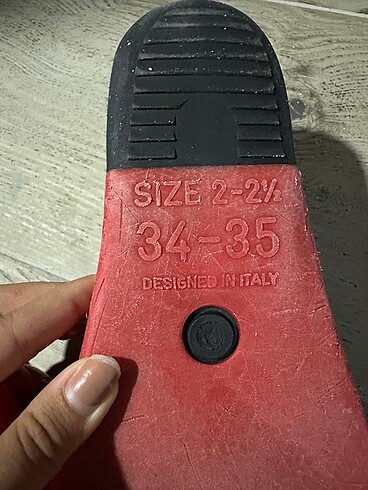 SIZE 2-2½
34-35
DESIGNED IN ITALY